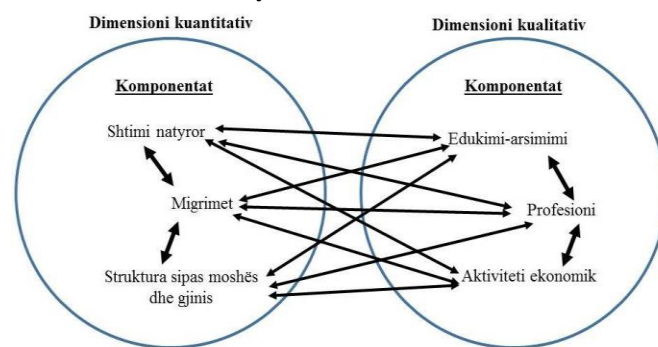 Dimensioni kuantitativ
Dimensioni kualitativ
Komponentat
Shtimi natyror
Migrimet
Struktura sipas moshës
dhe gjinis
Komponentat
Edukimi-arsimimi
Profesioni
Aktiviteti ekonomik